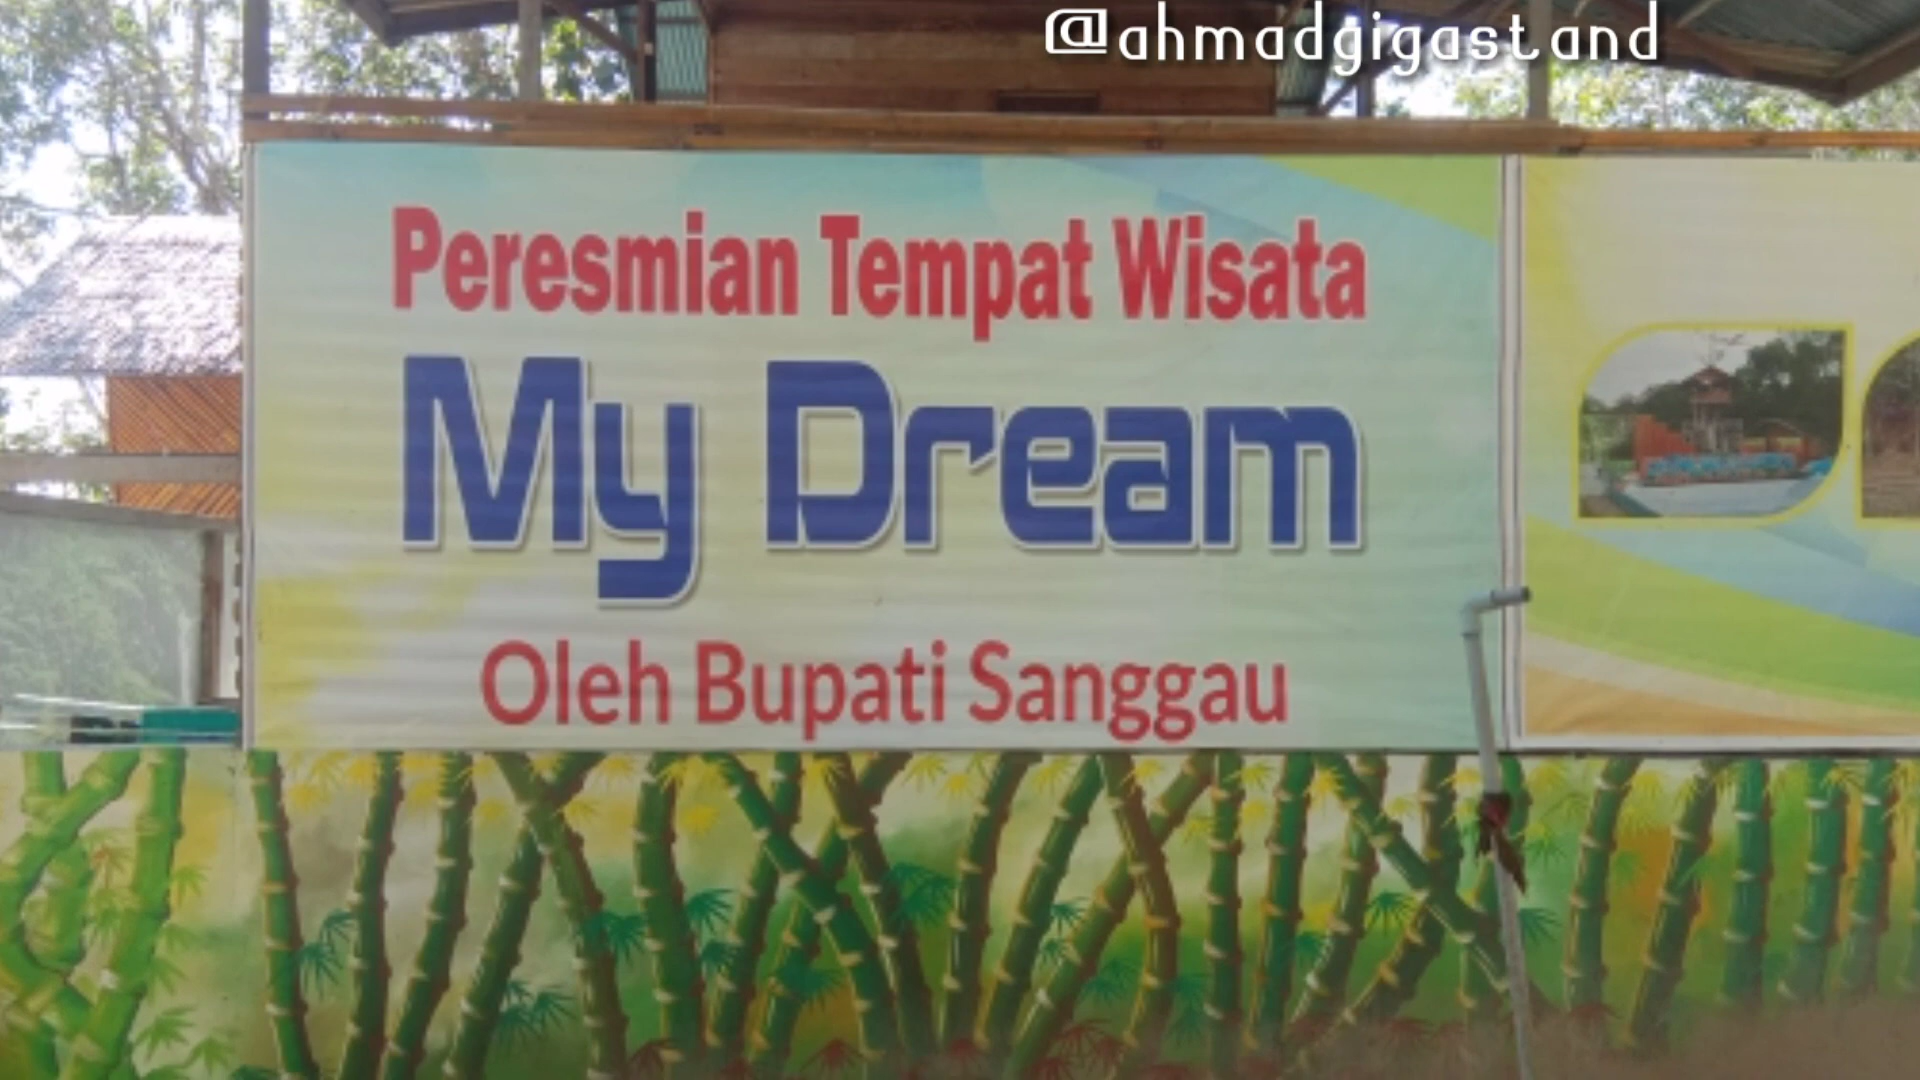 @ahmadgigastand
Peresmian Tempat Wisata
My Dream
Oleh Bupati Sanggau